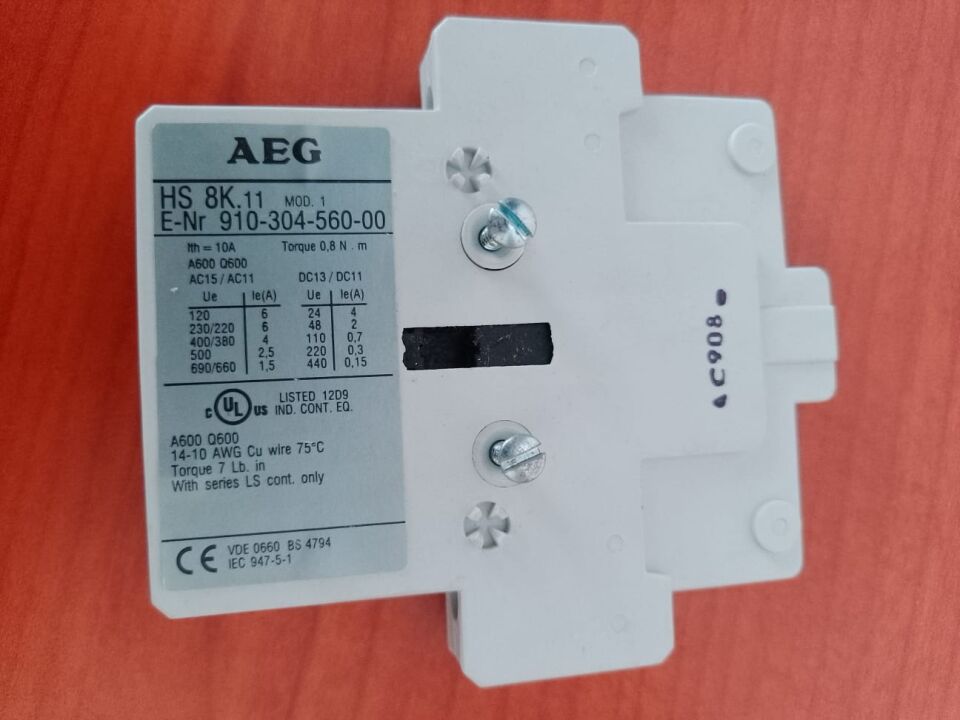 AEG
HS 8K.11 MOD. 1
E-Nr 910-304-560-00
Ith = 10A Torque 0,8 N . m
A600 Q600
AC15 / AC11 DC13 / DC11
Ue Ie(A) Ue Ie(A)
120 6 24 4
230/220 6 48 2
400/380 4 110 0,7
500 2,5 220 0,3
690/660 1,5 440 0,15
C UL US LISTED 12D9
IND. CONT. EQ.
A600 Q600
14-10 AWG Cu wire 75°C
Torque 7 Lb. in
With series LS cont. only
CE VDE 0660 BS 4794
IEC 947-5-1
C908